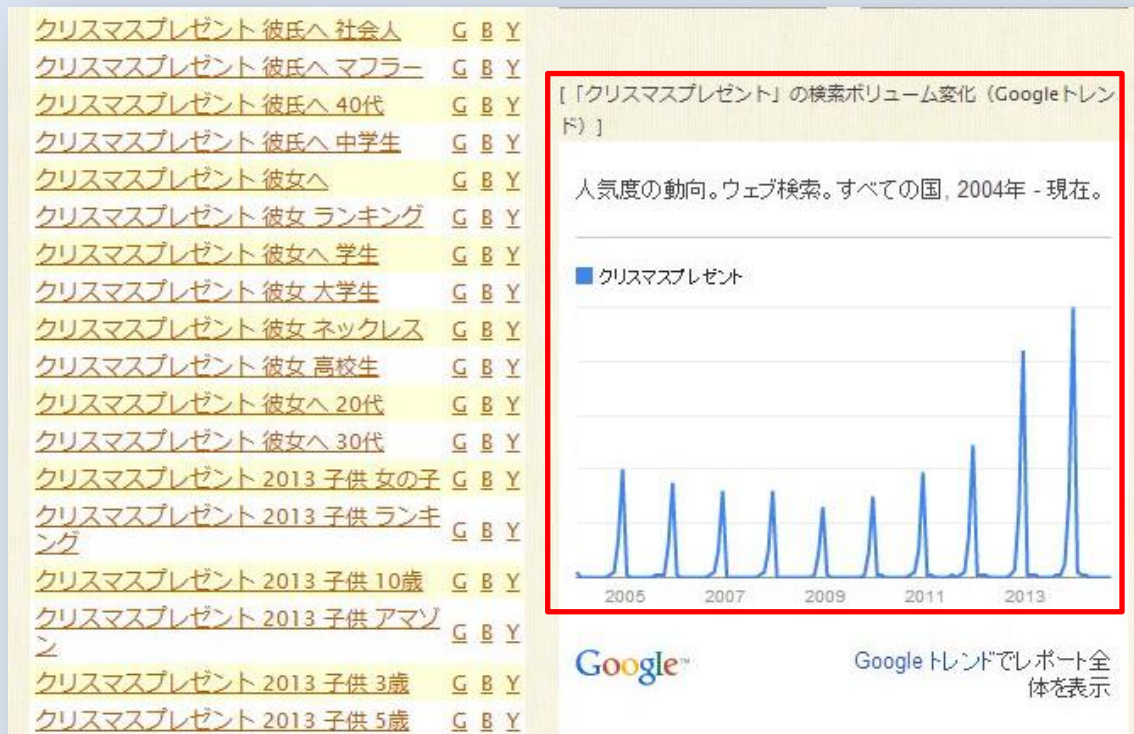 クリスマスプレゼント 彼氏へ 社会人 G B Y
クリスマスプレゼント 彼氏へ マフラー G B Y
クリスマスプレゼント 彼氏へ 40代 G B Y
クリスマスプレゼント 彼氏へ 中学生 G B Y
クリスマスプレゼント 彼女へ G B Y
クリスマスプレゼント 彼女 ランキング G B Y
クリスマスプレゼント 彼女へ 学生 G B Y
クリスマスプレゼント 彼女 大学生 G B Y
クリスマスプレゼント 彼女 ネックレス G B Y
クリスマスプレゼント 彼女 高校生 G B Y
クリスマスプレゼント 彼女へ 20代 G B Y
クリスマスプレゼント 彼女へ 30代 G B Y
クリスマスプレゼント 2013 子供 女の子 G B Y
クリスマスプレゼント 2013 子供 ランキ
ング G B Y
クリスマスプレゼント 2013 子供 10歳 G B Y
クリスマスプレゼント 2013 子供 アマゾ
ン G B Y
クリスマスプレゼント 2013 子供 3歳 G B Y
クリスマスプレゼント 2013 子供 5歳 G B Y
[「クリスマスプレゼント」の検索ボリューム変化（Googleトレン
ド）]
人気度の動向。ウェブ検索。すべての国, 2004年 - 現在。
クリスマスプレゼント
2005 2007 2009 2011 2013
Google™
Google トレンドでレポート全
体を表示